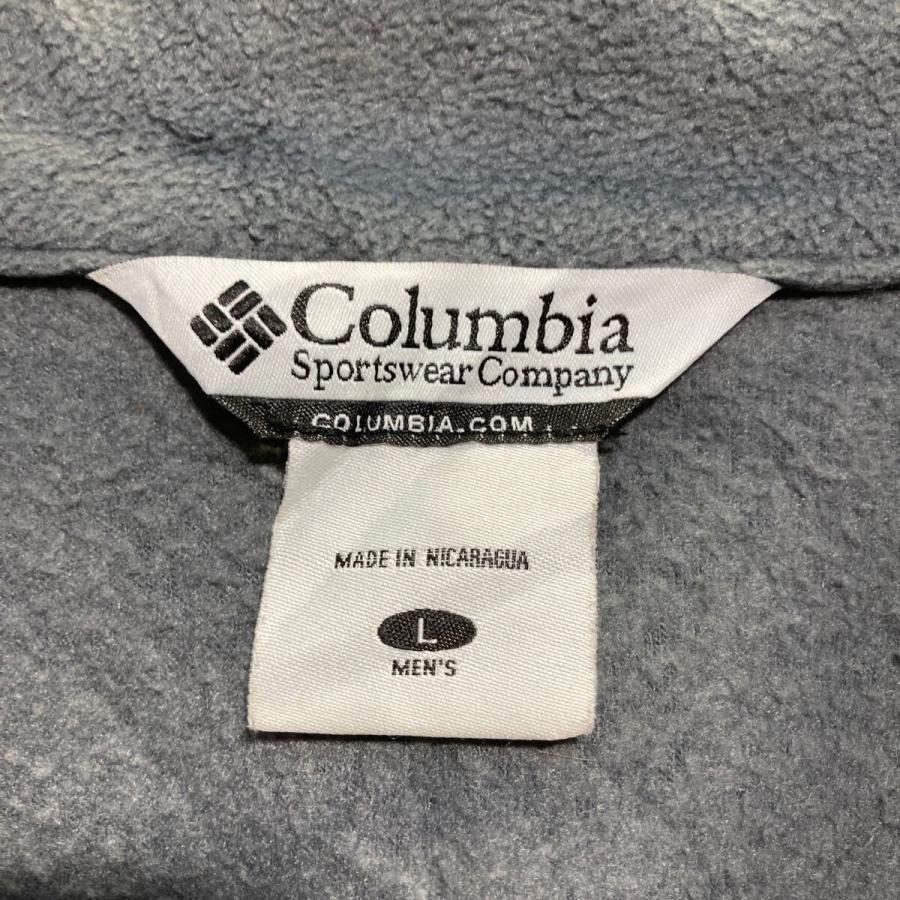 Columbia
Sportswear Company
COLUMBIA.COM
MADE IN NICARAGUA
L
MEN'S